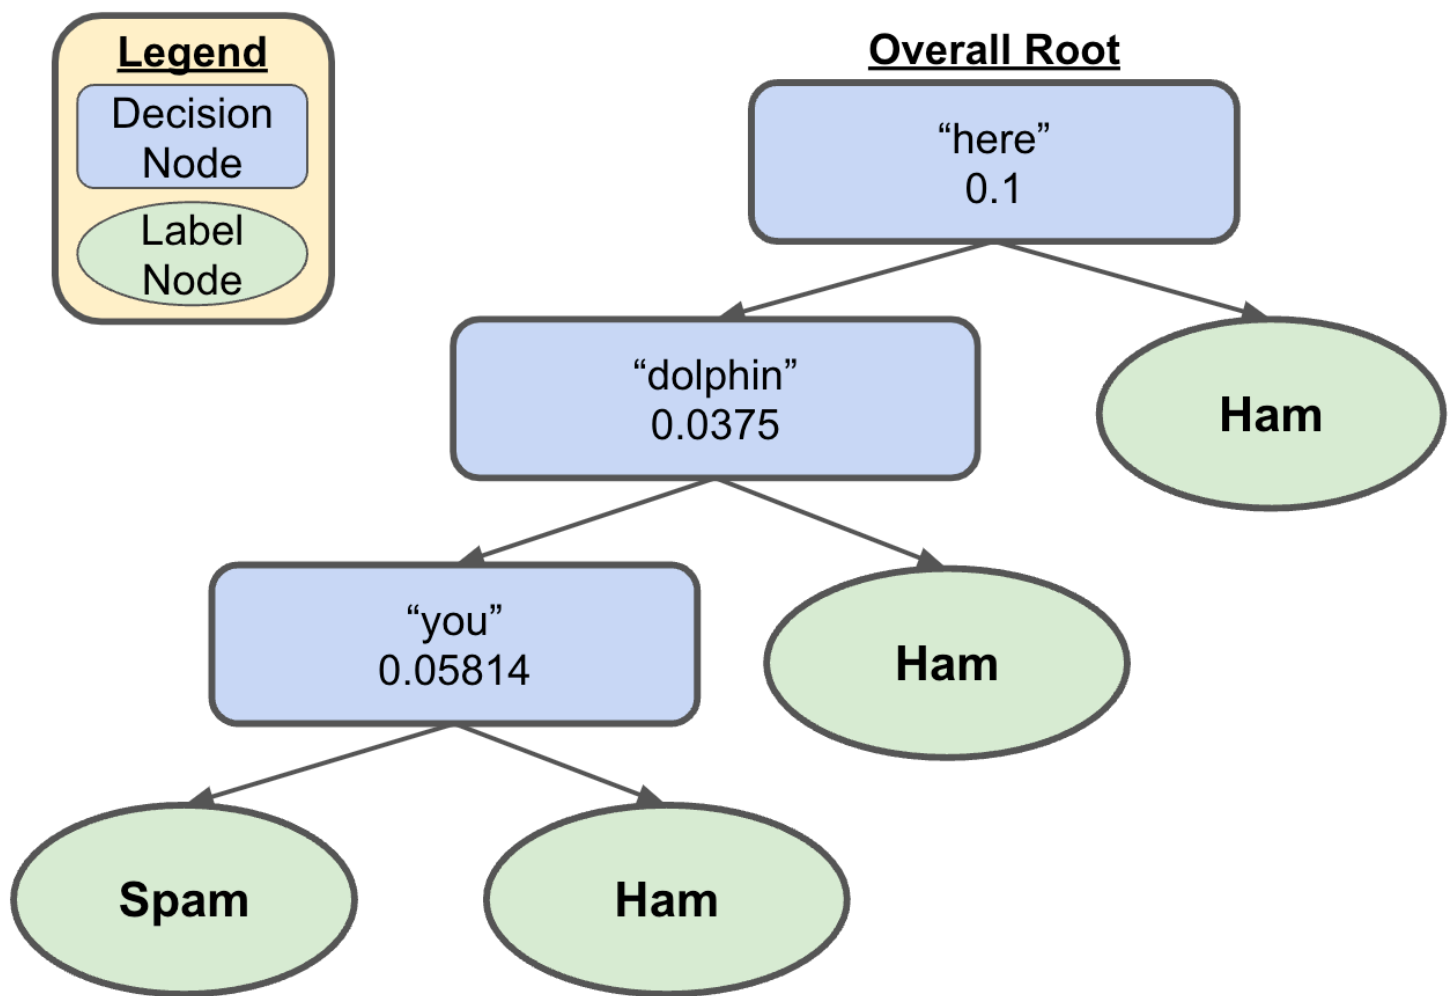 Legend
Decision
Node
Label
Node
Overall Root
“here”
0.1
“dolphin”
0.0375
Ham
“you”
0.05814
Ham
Spam
Ham